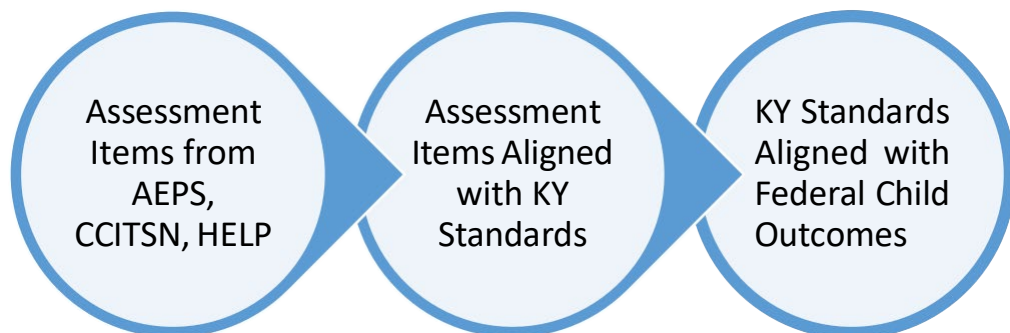 Assessment
Items from
AEPS,
CCITSN, HELP
Assessment
Items Aligned
with KY
Standards
KY Standards
Aligned with
Federal Child
Outcomes